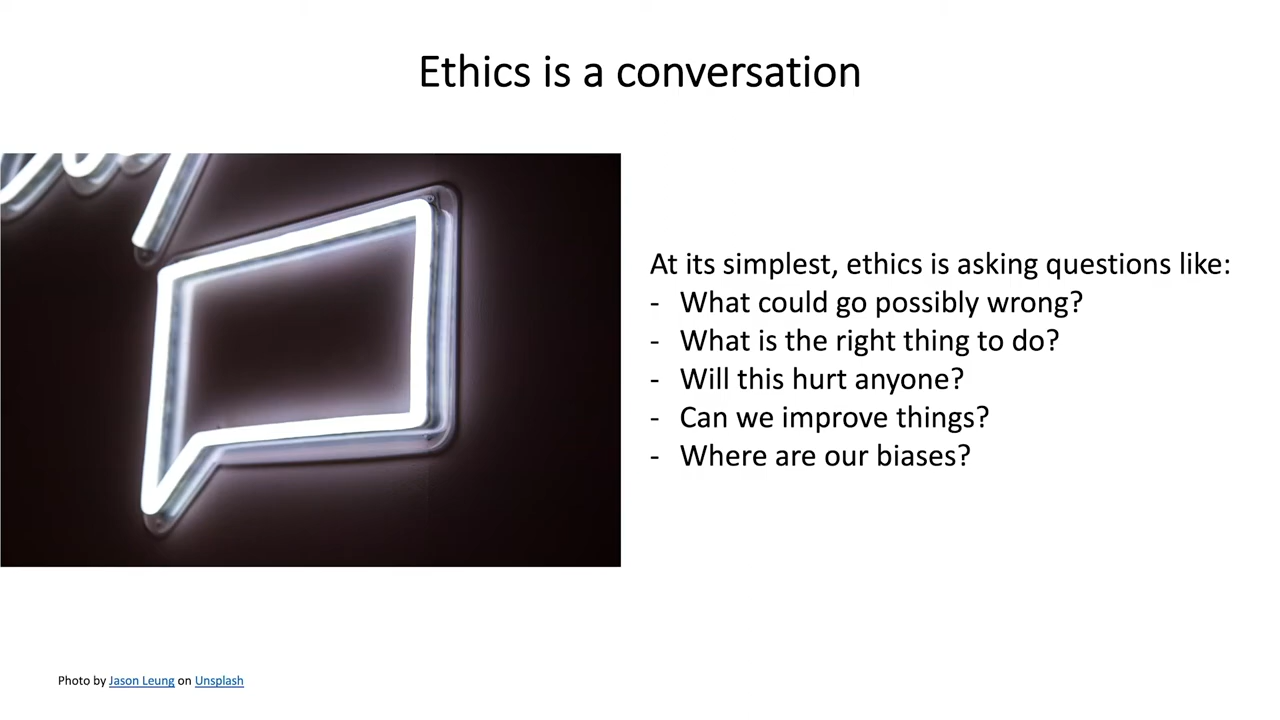 Ethics is a conversation
At its simplest, ethics is asking questions like:
- What could go possibly wrong?
- What is the right thing to do?
- Will this hurt anyone?
- Can we improve things?
- Where are our biases?
Photo by Jason Leung on Unsplash